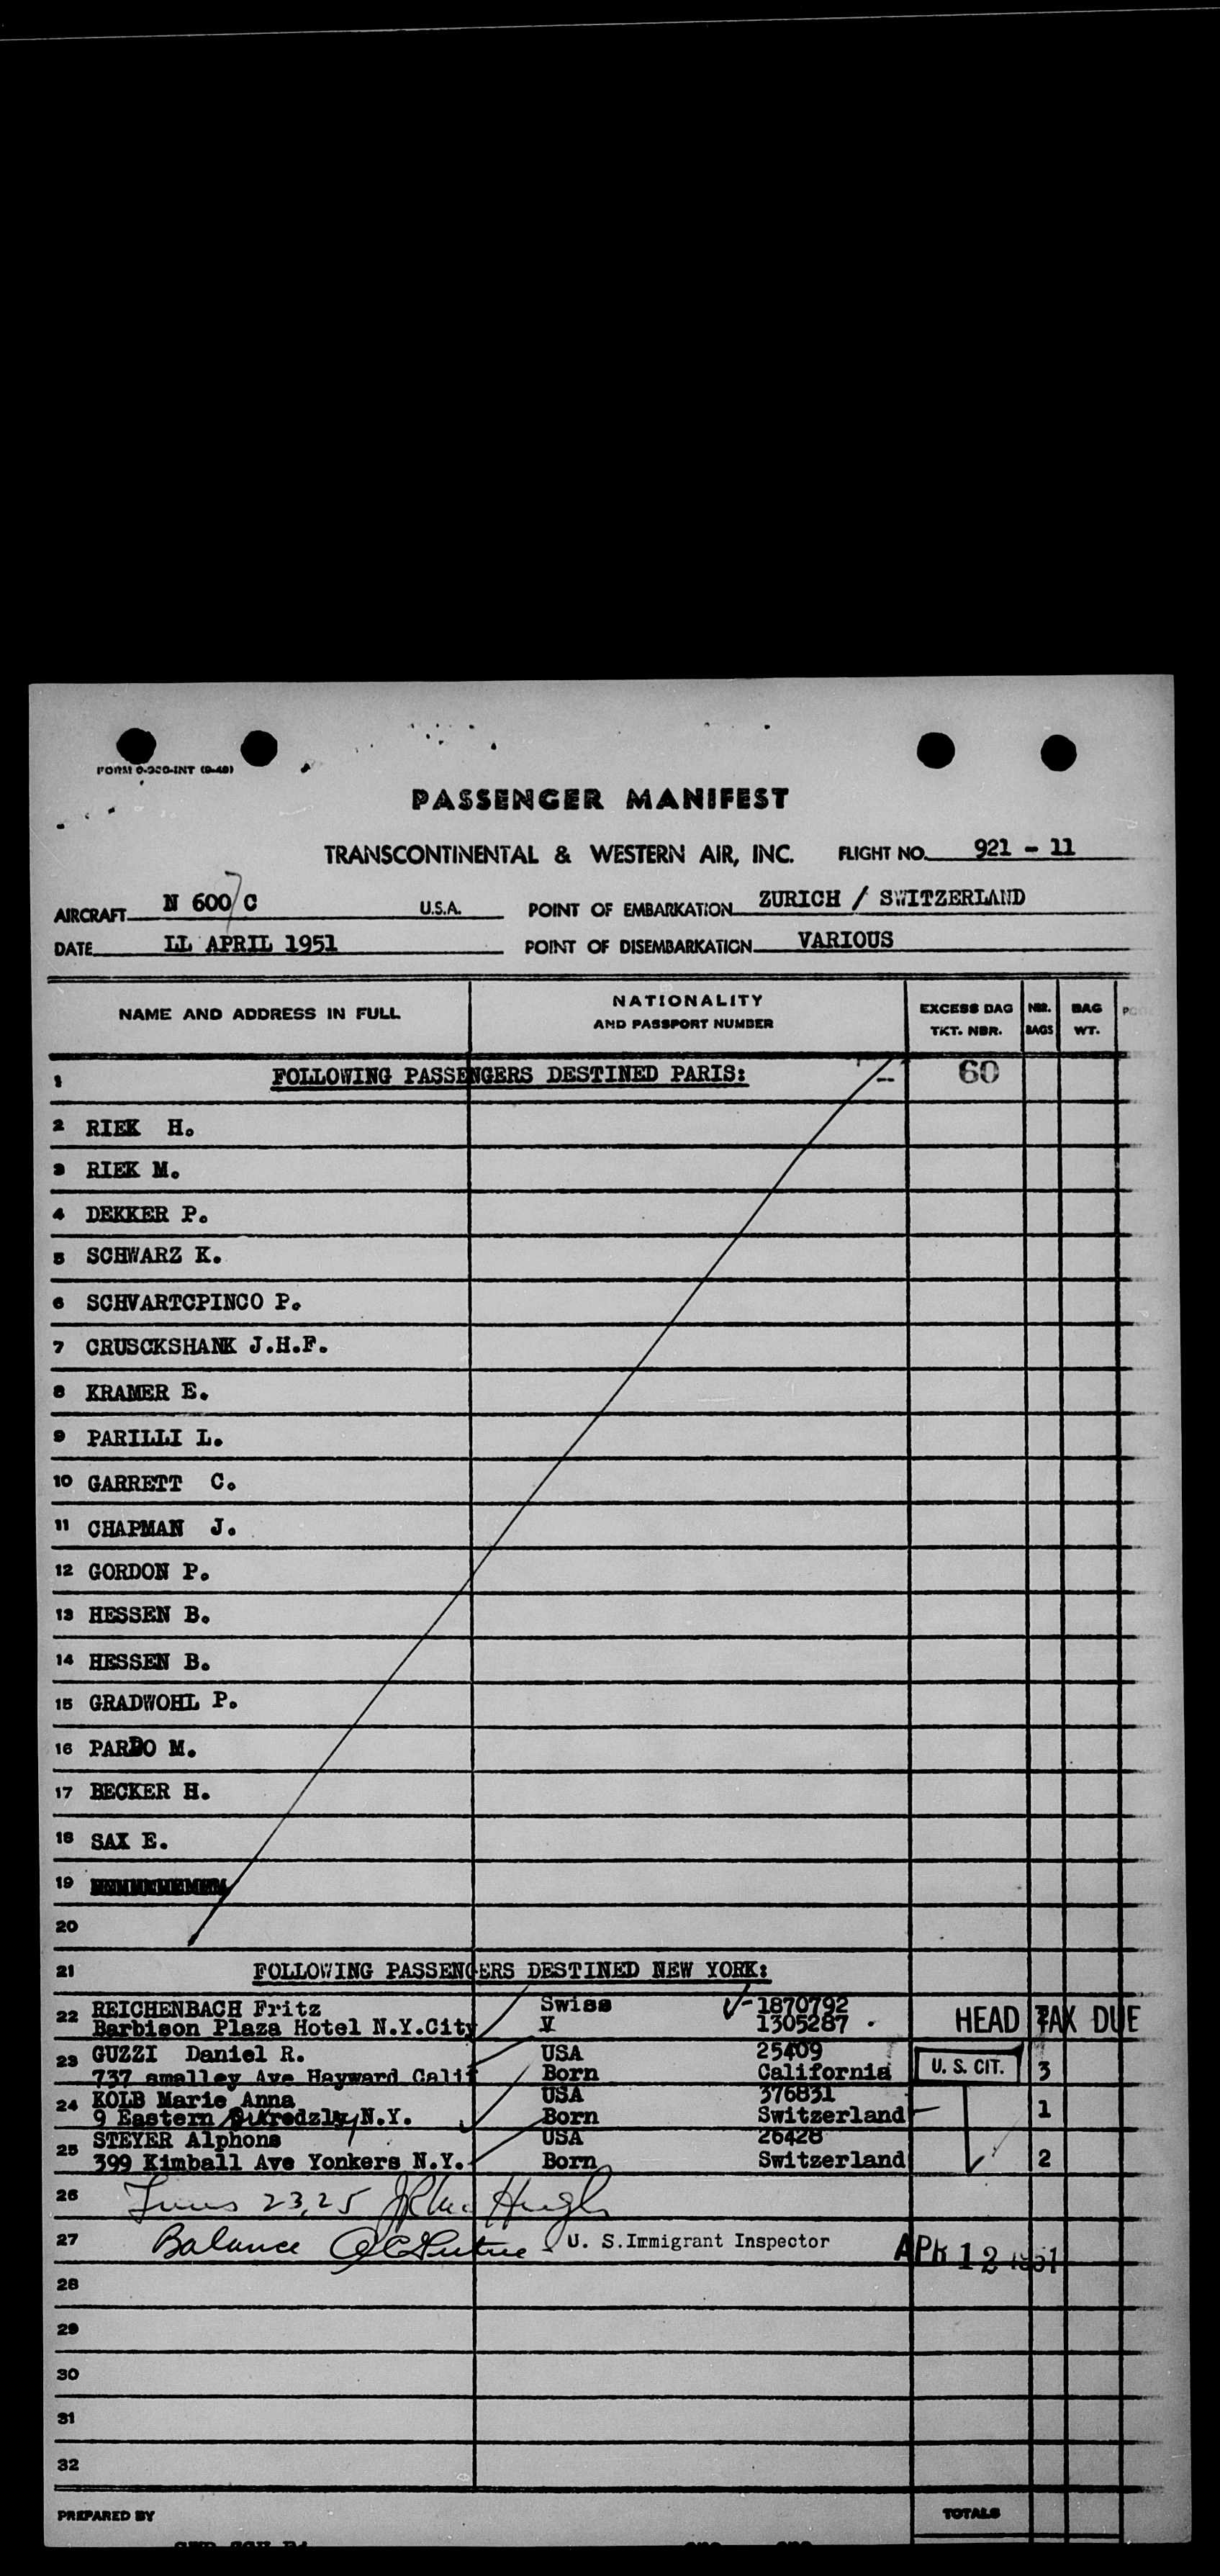 FORM 0-320-INT (9-49)
PASSENGER MANIFEST
TRANSCONTINENTAL & WESTERN AIR, INC. FLIGHT NO. 921 - 11
AIRCRAFT N 600 7 C U.S.A. POINT OF EMBARKATION ZURICH / SWITZERLAND
DATE LL APRIL 1951 POINT OF DISEMBARKATION VARIOUS
NAME AND ADDRESS IN FULL NATIONALITY AND PASSPORT NUMBER EXCESS BAG TKT. NBR. NBR. BAGS BAG WT.
1 FOLLOWING PASSENGERS DESTINED PARIS: -- 60
2 RIEK H.
3 RIEK M.
4 DEKKER P.
5 SCHWARZ K.
6 SCHVARTCPINCO P.
7 CRUSCKSHANK J.H.F.
8 KRAMER E.
9 PARILLI L.
10 GARRETT C.
11 CHAPMAN J.
12 GORDON P.
13 HESSEN B.
14 HESSEN B.
15 GRADWOHL P.
16 PARDO M.
17 BECKER H.
18 SAX E.
19
20
21 FOLLOWING PASSENGERS DESTINED NEW YORK:
22 REICHENBACH Fritz Swiss 1870792
Barbison Plaza Hotel N.Y.City V 1305287 HEAD TAX DUE
23 GUZZI Daniel R. USA 25409
737 smalley Ave Hayward Calif Born California U. S. CIT. 3
24 KOLB Marie Anna USA 376831
9 Eastern N.Y. Born Switzerland 1
25 STEYER Alphons USA 26428
399 Kimball Ave Yonkers N.Y. Born Switzerland 2
26 23,25
27 Balance U. S. Immigrant Inspector APR 12 1951
28
29
30
31
32
PREPARED BY TOTALS